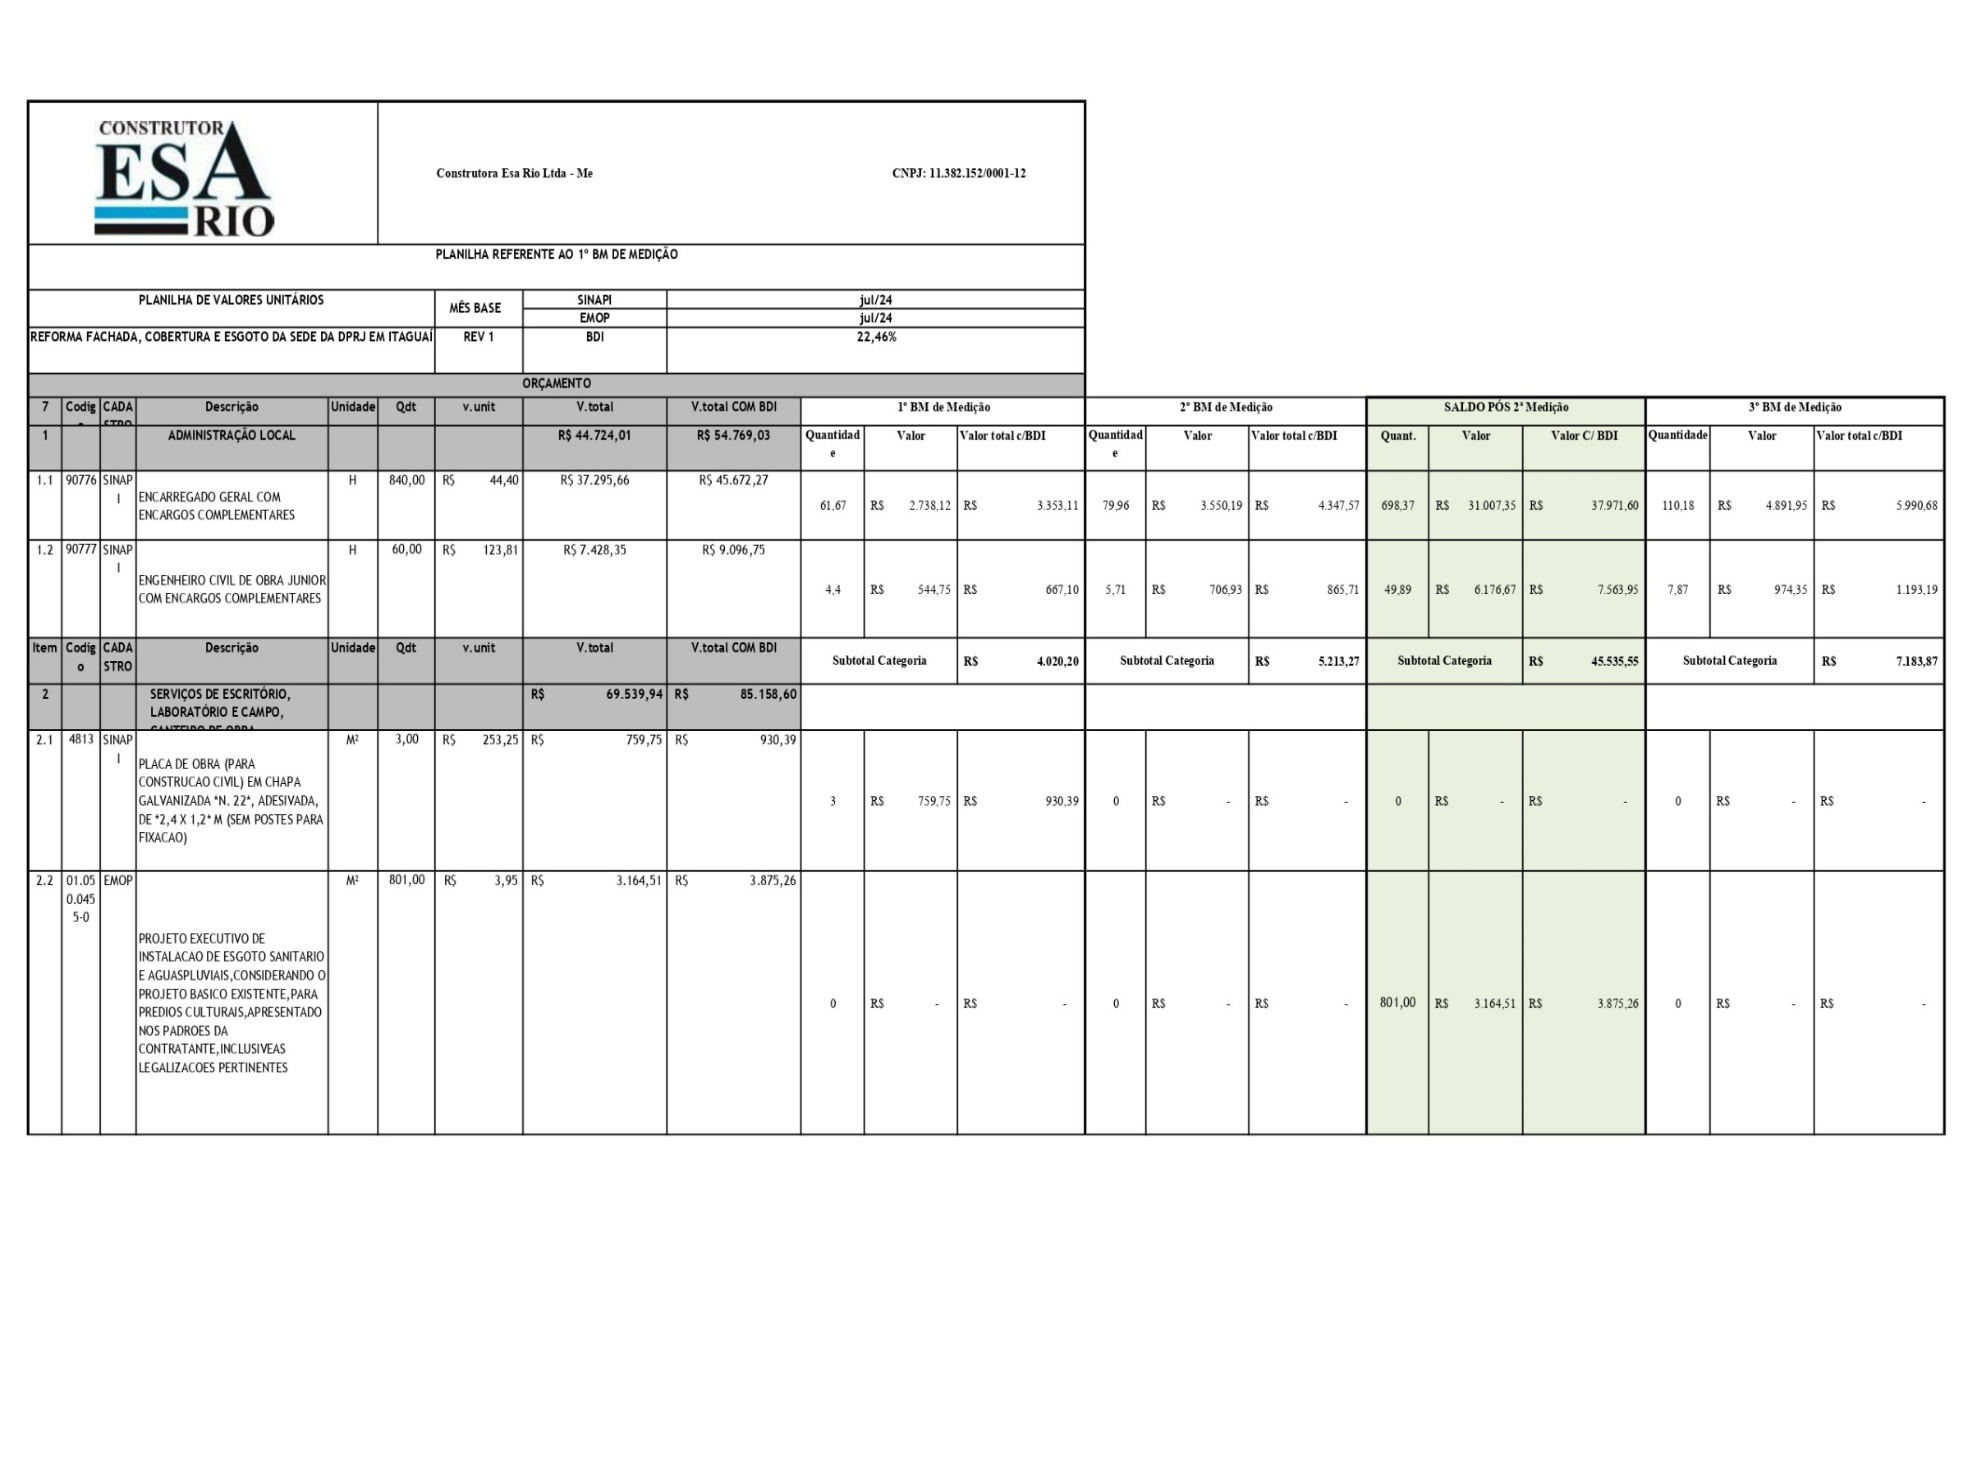 CONSTRUTOR
ESA
RIO
Construtora Esa Rio Ltda - Me CNPJ: 11.382.152/0001-12
PLANILHA REFERENTE AO 1º BM DE MEDIÇÃO
PLANILHA DE VALORES UNITÁRIOS MÊS BASE SINAPI jul/24
EMOP jul/24
REFORMA FACHADA, COBERTURA E ESGOTO DA SEDE DA DPRJ EM ITAGUAÍ REV 1 BDI 22,46%
ORÇAMENTO
7 Codig CADA Descrição Unidade Qdt v.unit V.total V.total COM BDI 1º BM de Medição 2º BM de Medição SALDO PÓS 2ª Medição 3º BM de Medição
STRO
1 ADMINISTRAÇÃO LOCAL R$ 44.724,01 R$ 54.769,03 Quantidad Valor Valor total c/BDI Quantidad Valor Valor total c/BDI Quant. Valor Valor C/ BDI Quantidade Valor Valor total c/BDI
e e
1.1 90776 SINAP H 840,00 R$ 44,40 R$ 37.295,66 R$ 45.672,27
I
ENCARREGADO GERAL COM
ENCARGOS COMPLEMENTARES
61,67 R$ 2.738,12 R$ 3.353,11 79,96 R$ 3.550,19 R$ 4.347,57 698,37 R$ 31.007,35 R$ 37.971,60 110,18 R$ 4.891,95 R$ 5.990,68
1.2 90777 SINAP H 60,00 R$ 123,81 R$ 7.428,35 R$ 9.096,75
I
ENGENHEIRO CIVIL DE OBRA JUNIOR
COM ENCARGOS COMPLEMENTARES
4,4 R$ 544,75 R$ 667,10 5,71 R$ 706,93 R$ 865,71 49,89 R$ 6.176,67 R$ 7.563,95 7,87 R$ 974,35 R$ 1.193,19
Item Codig CADA Descrição Unidade Qdt v.unit V.total V.total COM BDI
o STRO
Subtotal Categoria R$ 4.020,20 Subtotal Categoria R$ 5.213,27 Subtotal Categoria R$ 45.535,55 Subtotal Categoria R$ 7.183,87
2 SERVIÇOS DE ESCRITÓRIO, R$ 69.539,94 R$ 85.158,60
LABORATÓRIO E CAMPO,
CANTEIRO DE OBRA
2.1 4813 SINAP M² 3,00 R$ 253,25 R$ 759,75 R$ 930,39
I
PLACA DE OBRA (PARA
CONSTRUCAO CIVIL) EM CHAPA
GALVANIZADA *N. 22*, ADESIVADA,
DE *2,4 X 1,2* M (SEM POSTES PARA
FIXACAO)
3 R$ 759,75 R$ 930,39 0 R$ - R$ - 0 R$ - R$ - 0 R$ - R$ -
2.2 01.05 EMOP M² 801,00 R$ 3,95 R$ 3.164,51 R$ 3.875,26
0.045
5-0
PROJETO EXECUTIVO DE
INSTALACAO DE ESGOTO SANITARIO
E AGUASPLUVIAIS,CONSIDERANDO O
PROJETO BASICO EXISTENTE,PARA
PREDIOS CULTURAIS,APRESENTADO
NOS PADROES DA
CONTRATANTE,INCLUSIVEAS
LEGALIZACOES PERTINENTES
0 R$ - R$ - 0 R$ - R$ - 801,00 R$ 3.164,51 R$ 3.875,26 0 R$ - R$ -